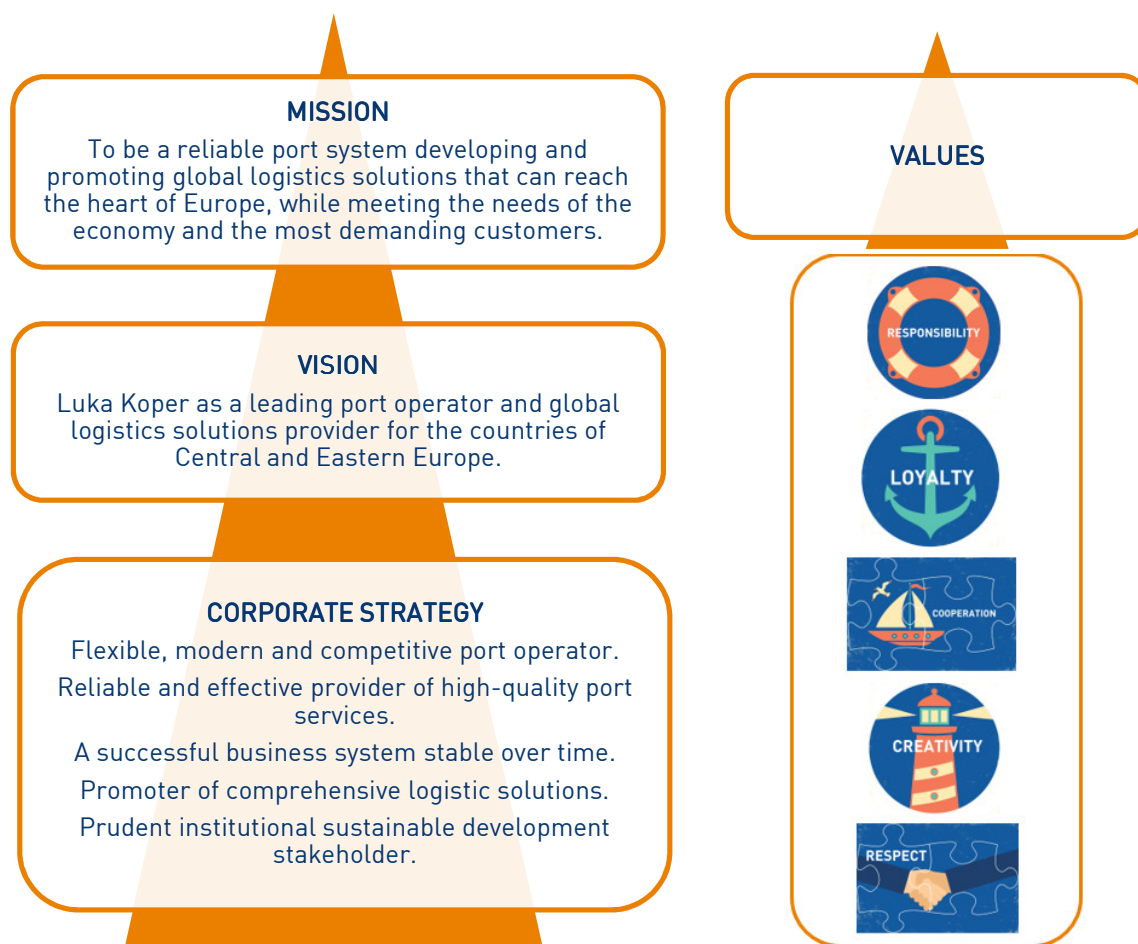 MISSION
To be a reliable port system developing and
promoting global logistics solutions that can reach
the heart of Europe, while meeting the needs of the
economy and the most demanding customers.
VISION
Luka Koper as a leading port operator and global
logistics solutions provider for the countries of
Central and Eastern Europe.
CORPORATE STRATEGY
Flexible, modern and competitive port operator.
Reliable and effective provider of high-quality port
services.
A successful business system stable over time.
Promoter of comprehensive logistic solutions.
Prudent institutional sustainable development
stakeholder.
VALUES
RESPONSIBILITY
LOYALTY
COOPERATION
CREATIVITY
RESPECT